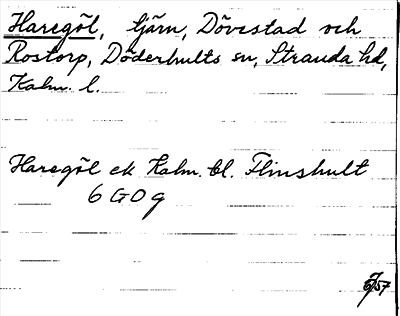 Haregöl, tjärn, Dövestad och
Rostorp, Döderhults sn, Stranda hd,
Kalm. l.
Haregöl ek Kalm. bl. Flinshult
6 G 0 g